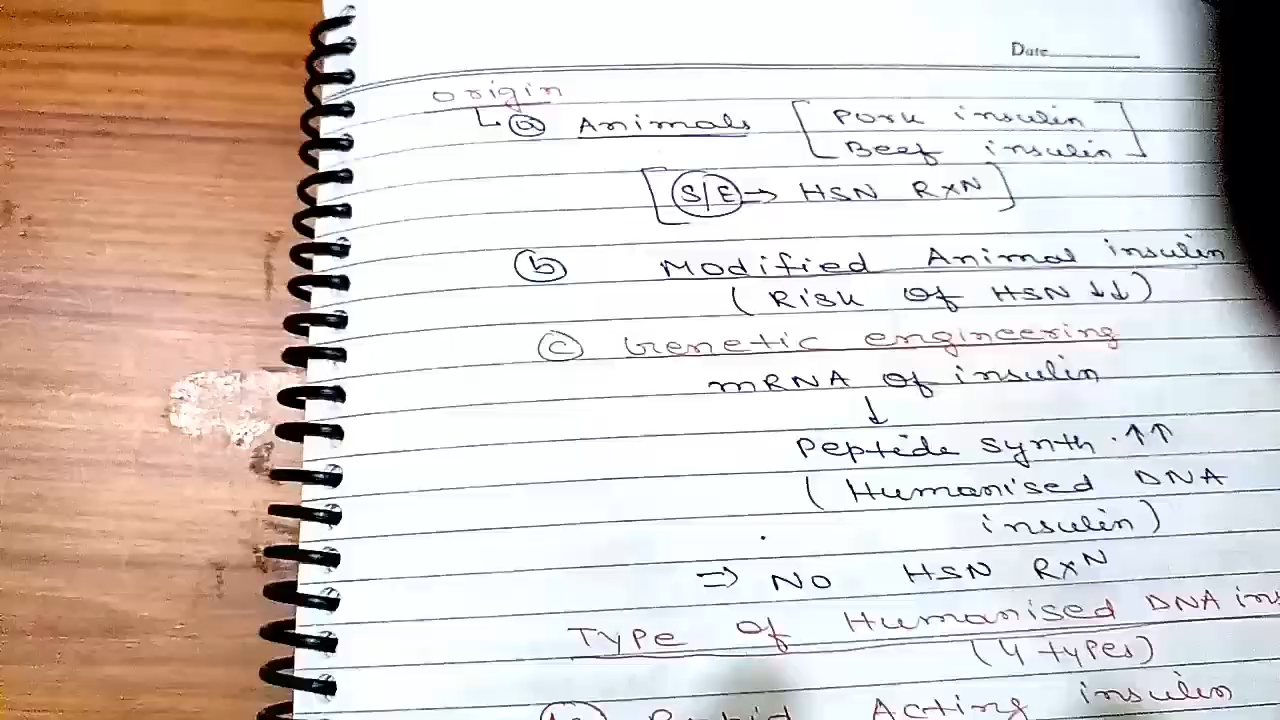 Date
Origin
ⓐ Animals [ Pork insulin
Beef insulin ]
[ S/E → HSN RXN ]
ⓑ Modified Animal insulin
( Risk of HSN ↓↓ )
ⓒ Genetic engineering
mRNA of insulin
↓
Peptide synth. ↑↑
( Humanised DNA
insulin )
⇒ NO HSN RXN
Type of Humanised DNA ins
( 4 types )
Acting insulin